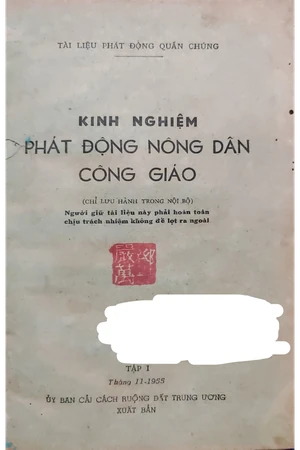 TÀI LIỆU PHÁT ĐỘNG QUẦN CHÚNG
KINH NGHIỆM
PHÁT ĐỘNG NÔNG DÂN
CÔNG GIÁO
(CHỈ LƯU HÀNH TRONG NỘI BỘ)
Người giữ tài liệu này phải hoàn toàn
chịu trách nhiệm không để lọt ra ngoài
TẬP I
Tháng 11-1955
ỦY BAN CẢI CÁCH RUỘNG ĐẤT TRUNG ƯƠNG
XUẤT BẢN